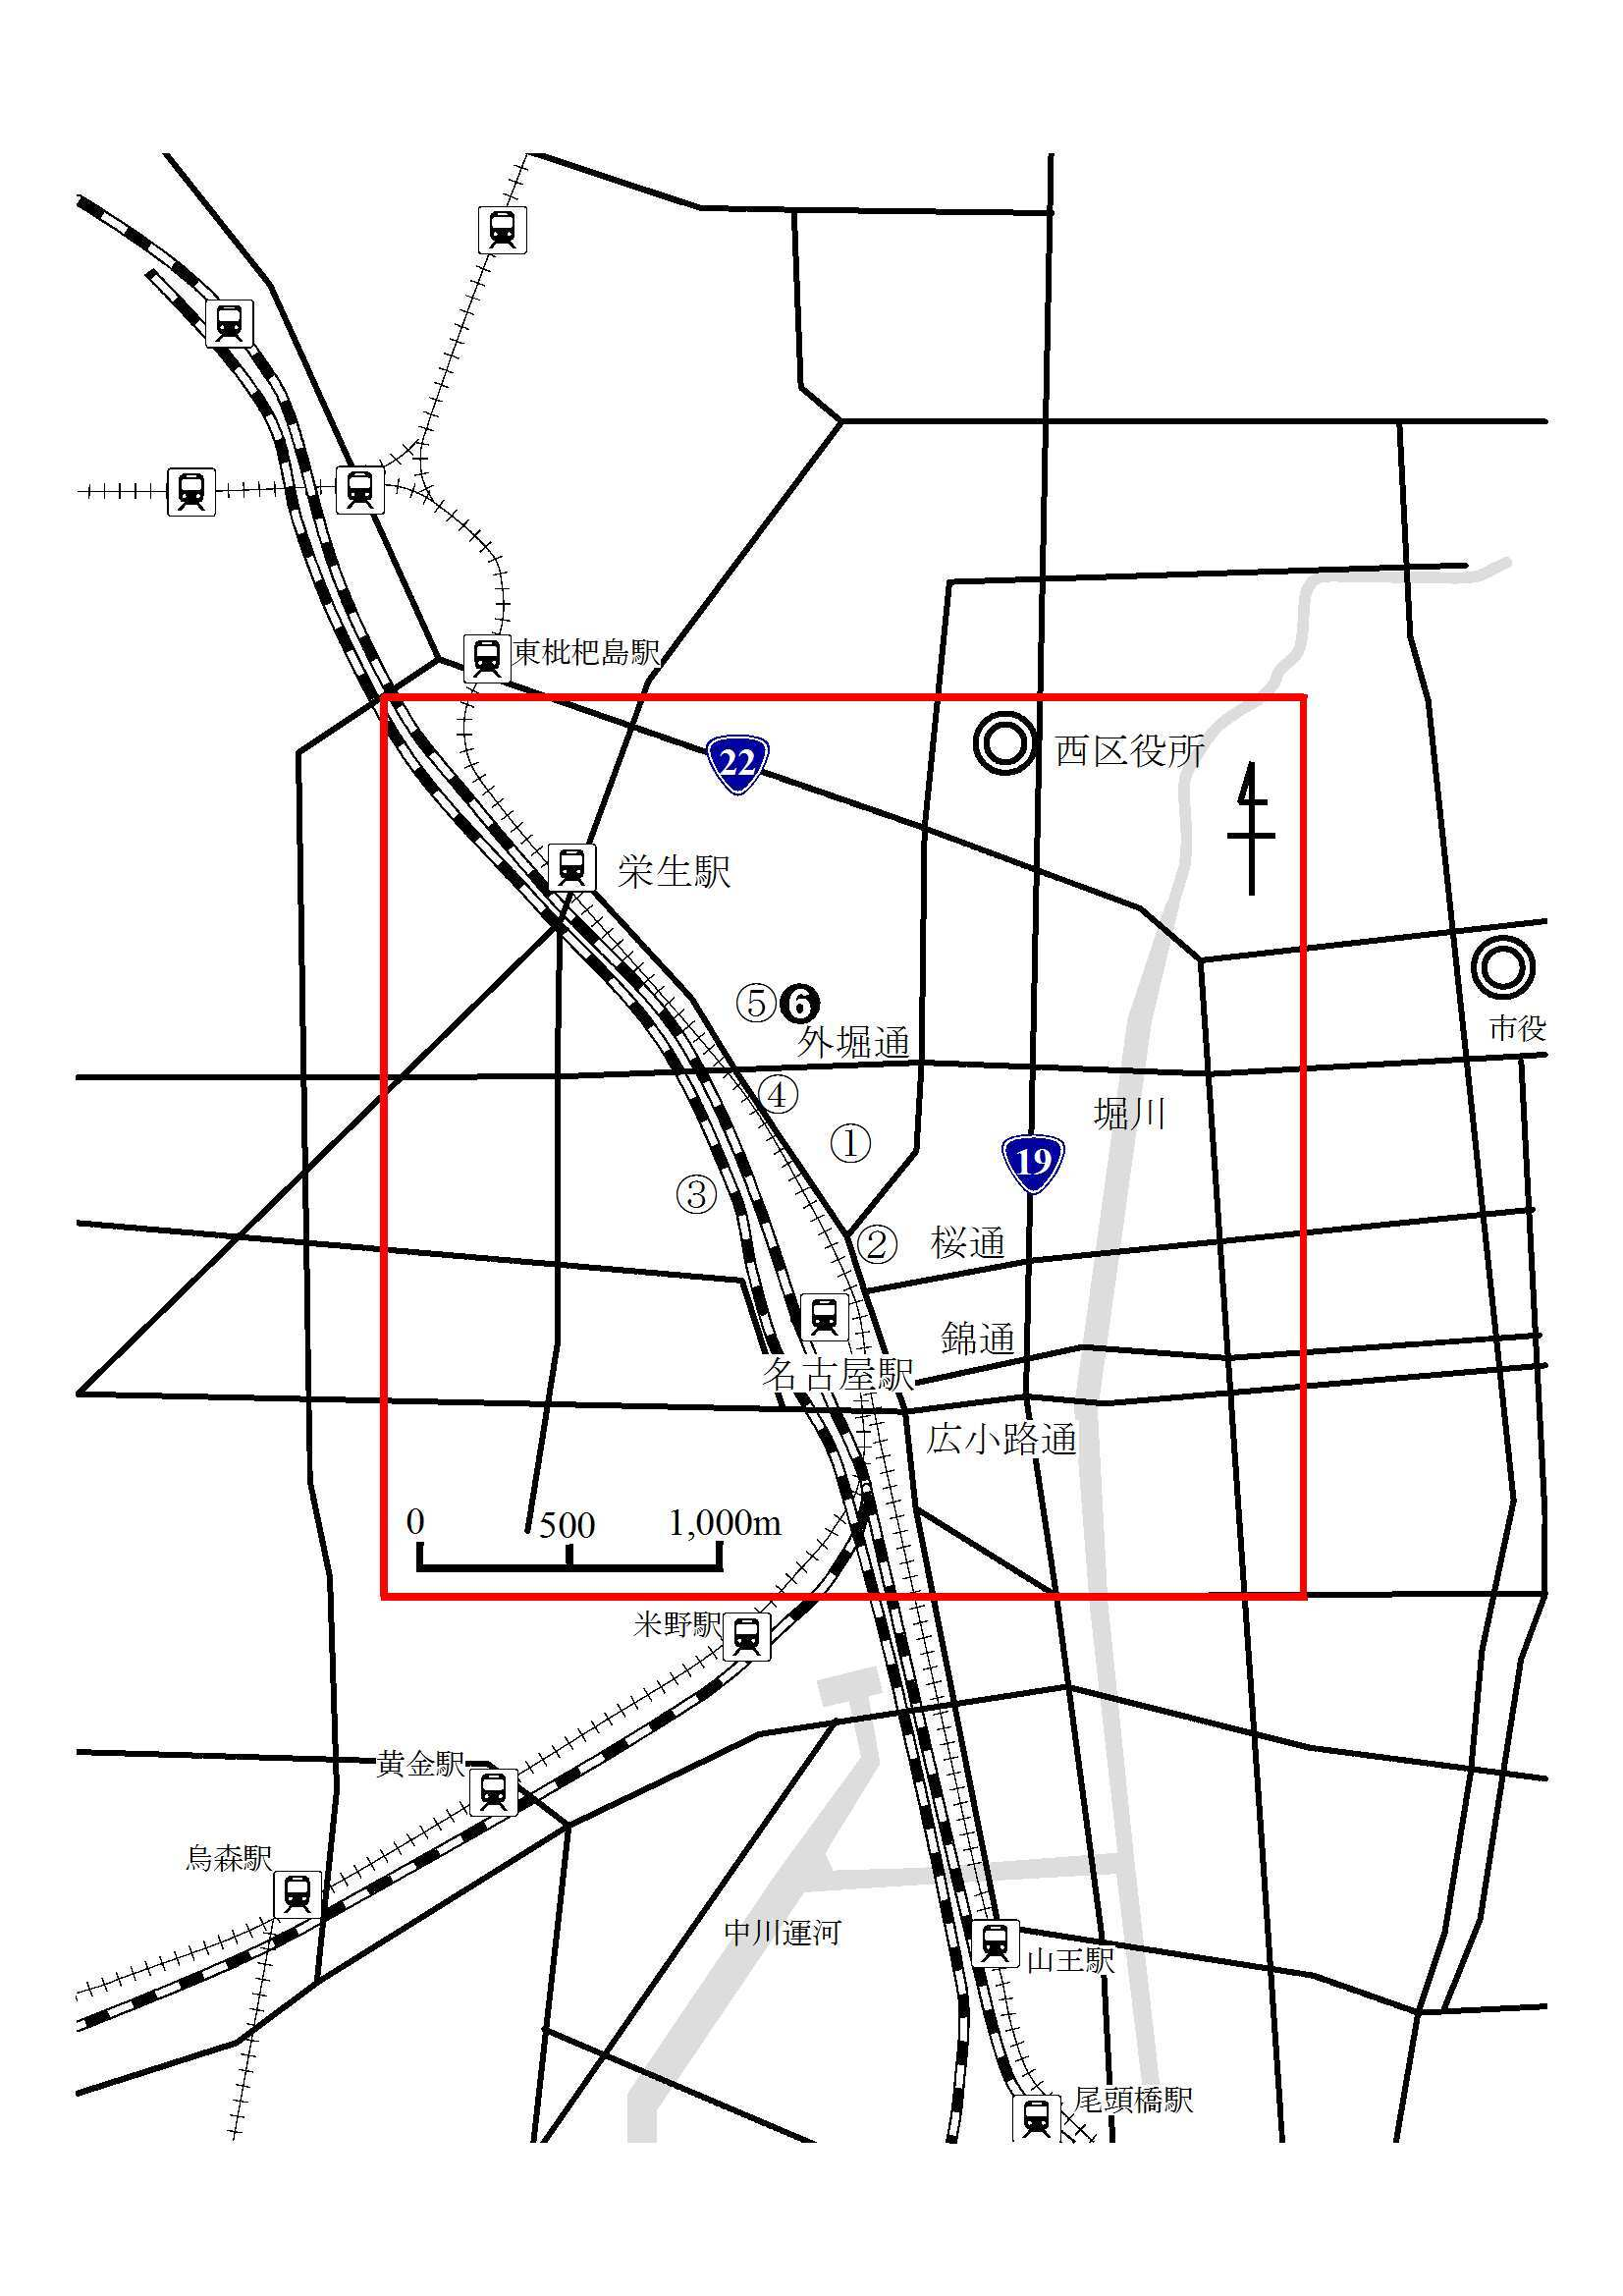 東枇杷島駅
22
西区役所
栄生駅
⑤❻
外堀通
市役
④
堀川
①
19
③
②
桜通
錦通
名古屋駅
広小路通
0
500
1,000m
米野駅
黄金駅
烏森駅
中川運河
山王駅
尾頭橋駅